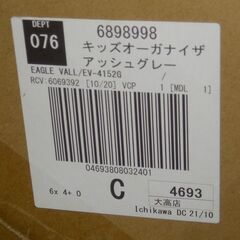 DEPT
076
6898998
キッズオーガナイザ
アッシュグレー
EAGLE VALL/EV-4152G
RCV:6069392 [10/20] VCP / 1 [MDL 1]
04693808032401
6x 4+ 0
C
4693
大高店
Ichikawa DC 21/10